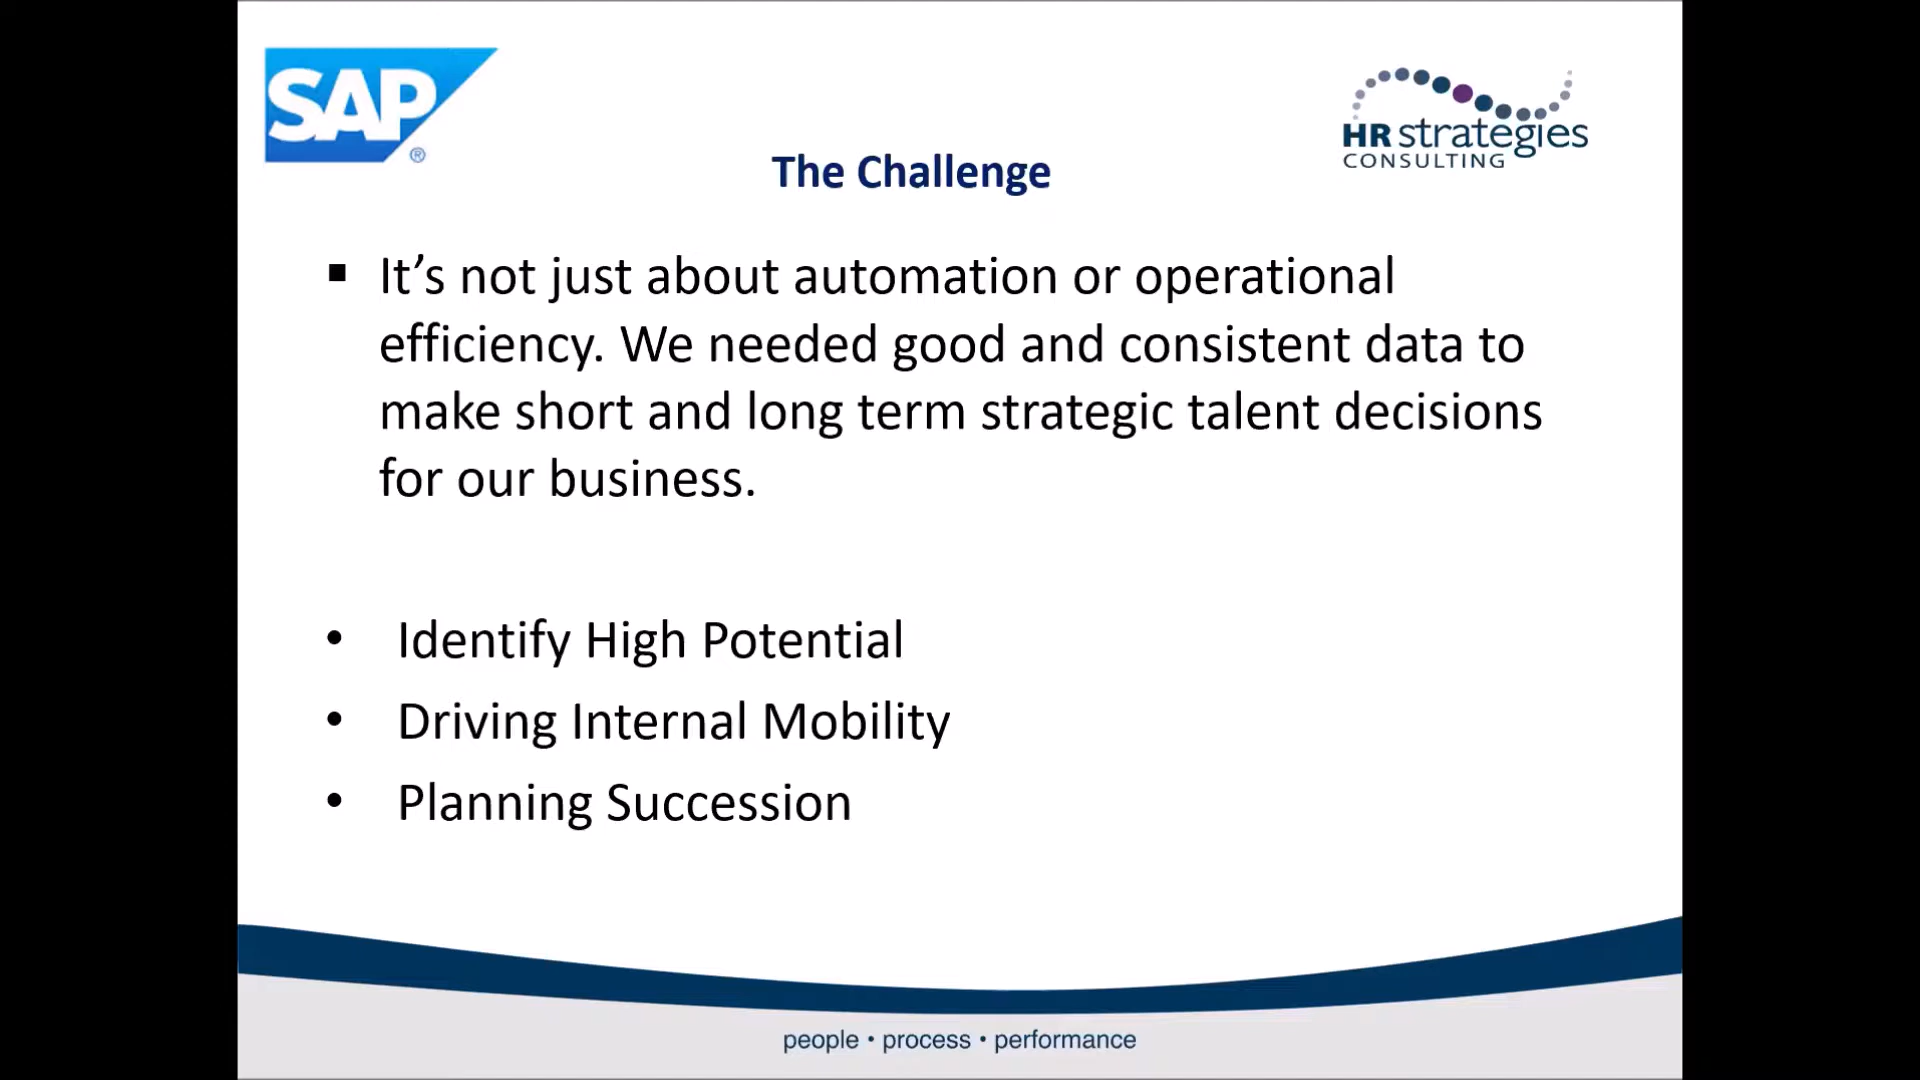 SAP®
HR strategies
CONSULTING
The Challenge
▪ It’s not just about automation or operational
efficiency. We needed good and consistent data to
make short and long term strategic talent decisions
for our business.
• Identify High Potential
• Driving Internal Mobility
• Planning Succession
people • process • performance